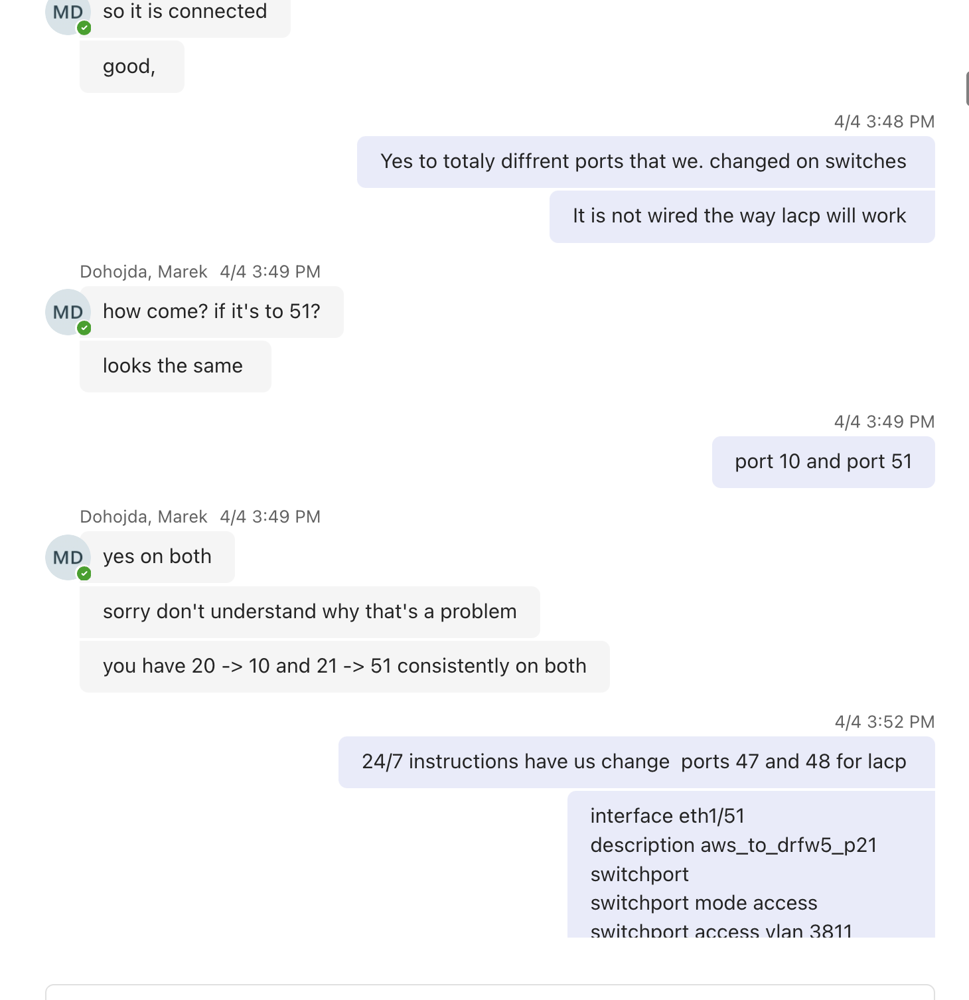 MD
so it is connected
good,
4/4 3:48 PM
Yes to totaly diffrent ports that we. changed on switches
It is not wired the way lacp will work
Dohojda, Marek 4/4 3:49 PM
MD
how come? if it's to 51?
looks the same
4/4 3:49 PM
port 10 and port 51
Dohojda, Marek 4/4 3:49 PM
MD
yes on both
sorry don't understand why that's a problem
you have 20 -> 10 and 21 -> 51 consistently on both
4/4 3:52 PM
24/7 instructions have us change  ports 47 and 48 for lacp
interface eth1/51
description aws_to_drfw5_p21
switchport
switchport mode access
switchport access vlan 3811